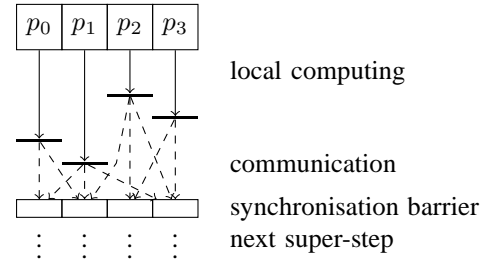 p₀ p₁ p₂ p₃
local computing
communication
synchronisation barrier
next super-step